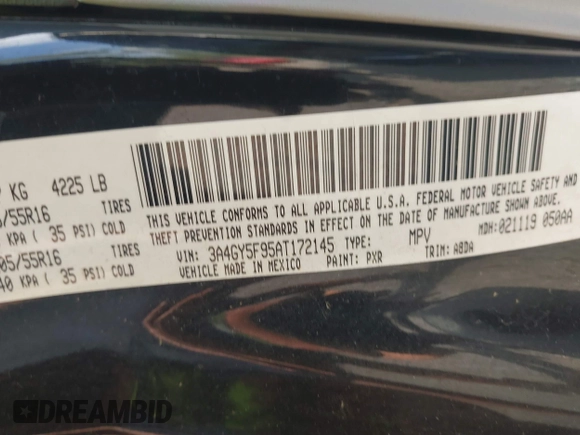 KG 4225 LB
/55R16 TIRES
KPA ( 35 PSI) COLD
05/55R16 TIRES
40 KPA ( 35 PSI) COLD
THIS VEHICLE CONFORMS TO ALL APPLICABLE U.S.A. FEDERAL MOTOR VEHICLE SAFETY AND
THEFT PREVENTION STANDARDS IN EFFECT ON THE DATE OF MANUFACTURE SHOWN ABOVE.
VIN: 3A4GY5F95AT172145 TYPE: MPV MDH:021119 050AA
VEHICLE MADE IN MEXICO PAINT: PXR TRIM: ABDA
DREAMBID